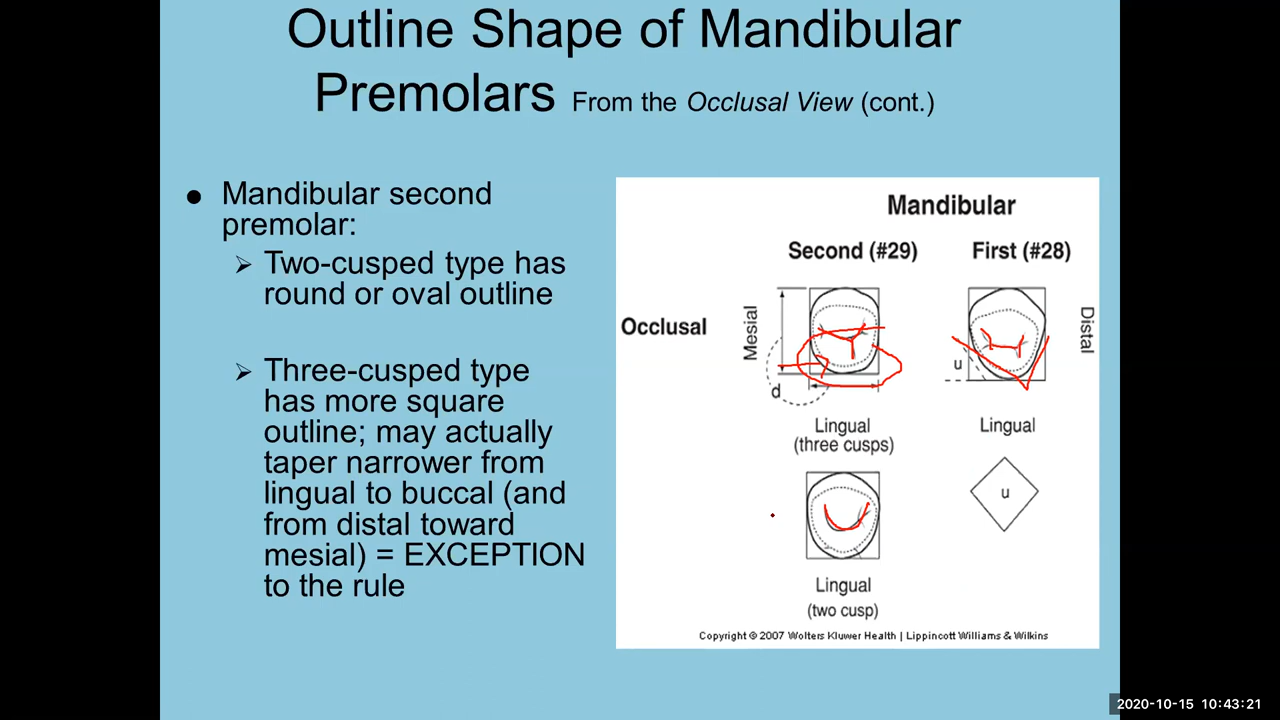 Outline Shape of Mandibular
Premolars From the Occlusal View (cont.)
● Mandibular second
premolar:
➢ Two-cusped type has
round or oval outline
➢ Three-cusped type
has more square
outline; may actually
taper narrower from
lingual to buccal (and
from distal toward
mesial) = EXCEPTION
to the rule
Mandibular
Second (#29) First (#28)
Occlusal
Mesial
Distal
d
u
Lingual
(three cusps)
Lingual
u
Lingual
(two cusp)
Copyright © 2007 Wolters Kluwer Health | Lippincott Williams & Wilkins
2020-10-15 10:43:21